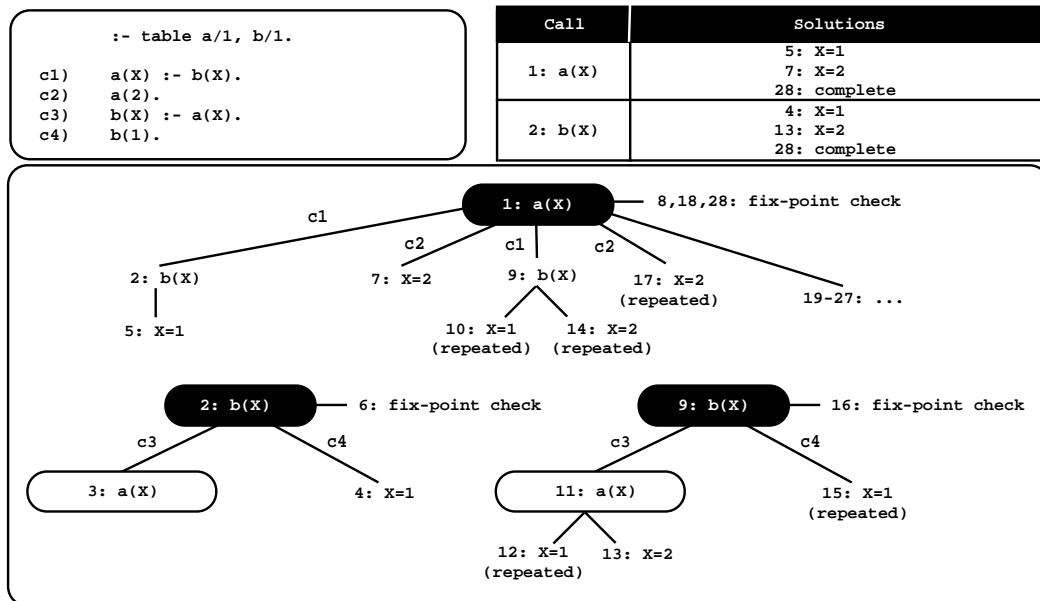 :- table a/1, b/1.
c1) a(X) :- b(X).
c2) a(2).
c3) b(X) :- a(X).
c4) b(1).
Call Solutions
1: a(X)
5: X=1
7: X=2
28: complete
2: b(X)
4: X=1
13: X=2
28: complete
1: a(X)
8,18,28: fix-point check
c1
c2
c1
c2
2: b(X)
7: X=2
9: b(X)
17: X=2
(repeated)
19-27: ...
5: X=1
10: X=1
(repeated)
14: X=2
(repeated)
2: b(X)
6: fix-point check
c3
c4
3: a(X)
4: X=1
9: b(X)
16: fix-point check
c3
c4
11: a(X)
15: X=1
(repeated)
12: X=1
(repeated)
13: X=2